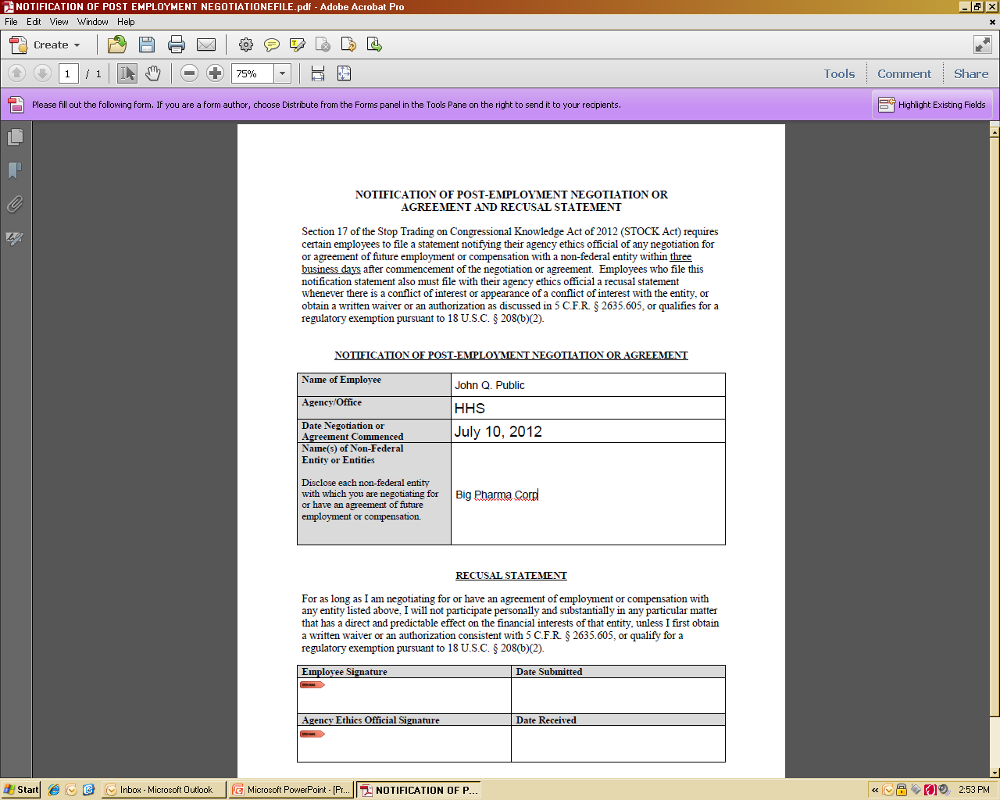 NOTIFICATION OF POST EMPLOYMENT NEGOTIATIONEFILE.pdf - Adobe Acrobat Pro
File Edit View Window Help
Create
1 / 1 75% Tools Comment Share
Please fill out the following form. If you are a form author, choose Distribute from the Forms panel in the Tools Pane on the right to send it to your recipients. Highlight Existing Fields
NOTIFICATION OF POST-EMPLOYMENT NEGOTIATION OR
AGREEMENT AND RECUSAL STATEMENT
Section 17 of the Stop Trading on Congressional Knowledge Act of 2012 (STOCK Act) requires
certain employees to file a statement notifying their agency ethics official of any negotiation for
or agreement of future employment or compensation with a non-federal entity within three
business days after commencement of the negotiation or agreement. Employees who file this
notification statement also must file with their agency ethics official a recusal statement
whenever there is a conflict of interest or appearance of a conflict of interest with the entity, or
obtain a written waiver or an authorization as discussed in 5 C.F.R. § 2635.605, or qualifies for a
regulatory exemption pursuant to 18 U.S.C. § 208(b)(2).
NOTIFICATION OF POST-EMPLOYMENT NEGOTIATION OR AGREEMENT
Name of Employee John Q. Public
Agency/Office HHS
Date Negotiation or
Agreement Commenced July 10, 2012
Name(s) of Non-Federal
Entity or Entities
Disclose each non-federal entity
with which you are negotiating for
or have an agreement of future
employment or compensation.
Big Pharma Corp
RECUSAL STATEMENT
For as long as I am negotiating for or have an agreement of employment or compensation with
any entity listed above, I will not participate personally and substantially in any particular matter
that has a direct and predictable effect on the financial interests of that entity, unless I first obtain
a written waiver or an authorization consistent with 5 C.F.R. § 2635.605, or qualify for a
regulatory exemption pursuant to 18 U.S.C. § 208(b)(2).
Employee Signature Date Submitted
Agency Ethics Official Signature Date Received
Start Inbox - Microsoft Outlook Microsoft PowerPoint - [Pr... NOTIFICATION OF P... 2:53 PM